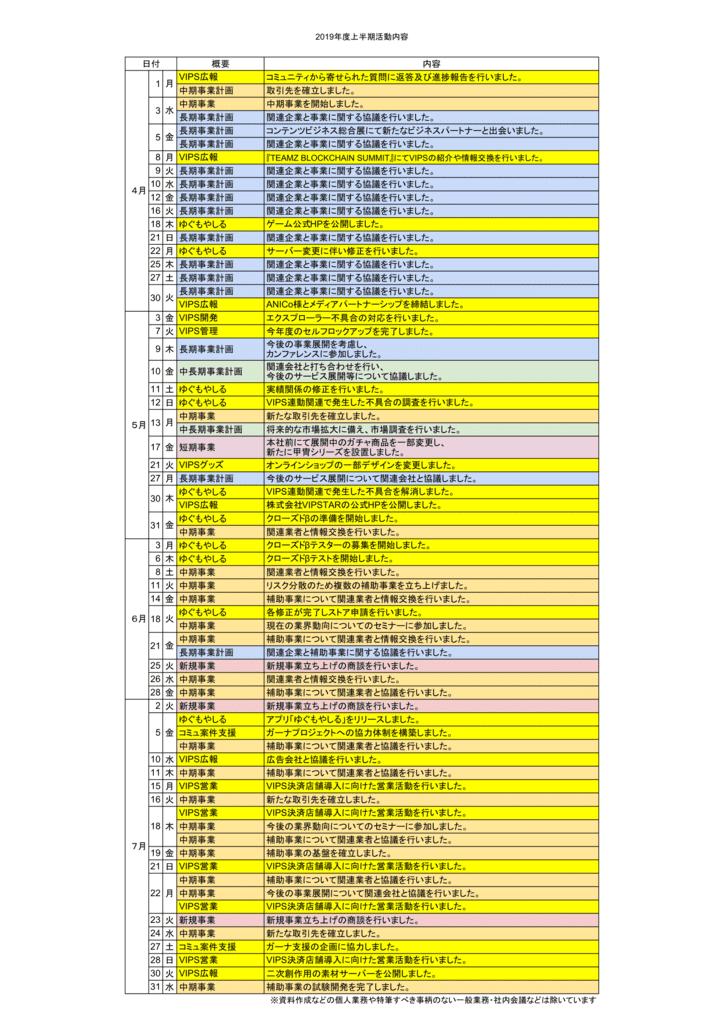 2019年度上半期活動内容
日付 概要 内容
4月 1 月 VIPS広報 コミュニティから寄せられた質問に返答及び進捗報告を行いました。
中期事業計画 取引先を確立しました。
3 水 中期事業 中期事業を開始しました。
長期事業計画 関連企業と事業に関する協議を行いました。
5 金 長期事業計画 コンテンツビジネス総合展にて新たなビジネスパートナーと出会いました。
長期事業計画 関連企業と事業に関する協議を行いました。
8 月 VIPS広報 『TEAMZ BLOCKCHAIN SUMMIT』にてVIPSの紹介や情報交換を行いました。
9 火 長期事業計画 関連企業と事業に関する協議を行いました。
10 水 長期事業計画 関連企業と事業に関する協議を行いました。
12 金 長期事業計画 関連企業と事業に関する協議を行いました。
16 火 長期事業計画 関連企業と事業に関する協議を行いました。
18 木 ゆぐもやしる ゲーム公式HPを公開しました。
21 日 長期事業計画 関連企業と事業に関する協議を行いました。
22 月 ゆぐもやしる サーバー変更に伴い修正を行いました。
25 木 長期事業計画 関連企業と事業に関する協議を行いました。
27 土 長期事業計画 関連企業と事業に関する協議を行いました。
30 火 長期事業計画 関連企業と事業に関する協議を行いました。
VIPS広報 ANICo様とメディアパートナーシップを締結しました。
5月 3 金 VIPS開発 エクスプローラー不具合の対応を行いました。
7 火 VIPS管理 今年度のセルフロックアップを完了しました。
9 木 長期事業計画 今後の事業展開を考慮し、
カンファレンスに参加しました。
10 金 中長期事業計画 関連会社と打ち合わせを行い、
今後のサービス展開等について協議しました。
11 土 ゆぐもやしる 実績関係の修正を行いました。
12 日 ゆぐもやしる VIPS連動関連で発生した不具合の調査を行いました。
13 月 中期事業 新たな取引先を確立しました。
中長期事業計画 将来的な市場拡大に備え、市場調査を行いました。
17 金 短期事業 本社前にて展開中のガチャ商品を一部変更し、
新たに甲冑シリーズを設置しました。
21 火 VIPSグッズ オンラインショップの一部デザインを変更しました。
27 月 長期事業計画 今後のサービス展開について関連会社と協議しました。
30 木 ゆぐもやしる VIPS連動関連で発生した不具合を解消しました。
VIPS広報 株式会社VIPSTARの公式HPを公開しました。
31 金 ゆぐもやしる クローズドβの準備を開始しました。
中期事業 関連業者と情報交換を行いました。
6月 3 月 ゆぐもやしる クローズドβテスターの募集を開始しました。
6 木 ゆぐもやしる クローズドβテストを開始しました。
8 土 中期事業 関連業者と情報交換を行いました。
11 火 中期事業 リスク分散のため複数の補助事業を立ち上げました。
14 金 中期事業 補助事業について関連業者と情報交換を行いました。
18 火 ゆぐもやしる 各修正が完了しストア申請を行いました。
中期事業 現在の業界動向についてのセミナーに参加しました。
21 金 中期事業 補助事業について関連業者と情報交換を行いました。
長期事業計画 関連企業と補助事業に関する協議を行いました。
25 火 新規事業 新規事業立ち上げの商談を行いました。
26 水 中期事業 関連業者と情報交換を行いました。
28 金 中期事業 補助事業について関連業者と協議を行いました。
7月 2 火 新規事業 新規事業立ち上げの商談を行いました。
5 金 ゆぐもやしる アプリ「ゆぐもやしる」をリリースしました。
コミュ案件支援 ガーナプロジェクトへの協力体制を構築しました。
中期事業 補助事業について関連業者と協議を行いました。
10 水 VIPS広報 広告会社と協議を行いました。
11 木 中期事業 補助事業について関連業者と協議を行いました。
15 月 VIPS営業 VIPS決済店舗導入に向けた営業活動を行いました。
16 火 中期事業 新たな取引先を確立しました。
18 木 VIPS営業 VIPS決済店舗導入に向けた営業活動を行いました。
中期事業 今後の業界動向についてのセミナーに参加しました。
中期事業 補助事業について関連業者と協議を行いました。
19 金 中期事業 補助事業の基盤を確立しました。
21 日 VIPS営業 VIPS決済店舗導入に向けた営業活動を行いました。
22 月 中期事業 補助事業について関連業者と協議を行いました。
中期事業 今後の事業展開について関連会社と協議を行いました。
VIPS営業 VIPS決済店舗導入に向けた営業活動を行いました。
23 火 新規事業 新規事業立ち上げの商談を行いました。
24 水 中期事業 新たな取引先を確立しました。
27 土 コミュ案件支援 ガーナ支援の企画に協力しました。
28 日 VIPS営業 VIPS決済店舗導入に向けた営業活動を行いました。
30 火 VIPS広報 二次創作用の素材サーバーを公開しました。
31 水 中期事業 補助事業の試験開発を完了しました。
※資料作成などの個人業務や特筆すべき事柄のない一般業務・社内会議などは除いています